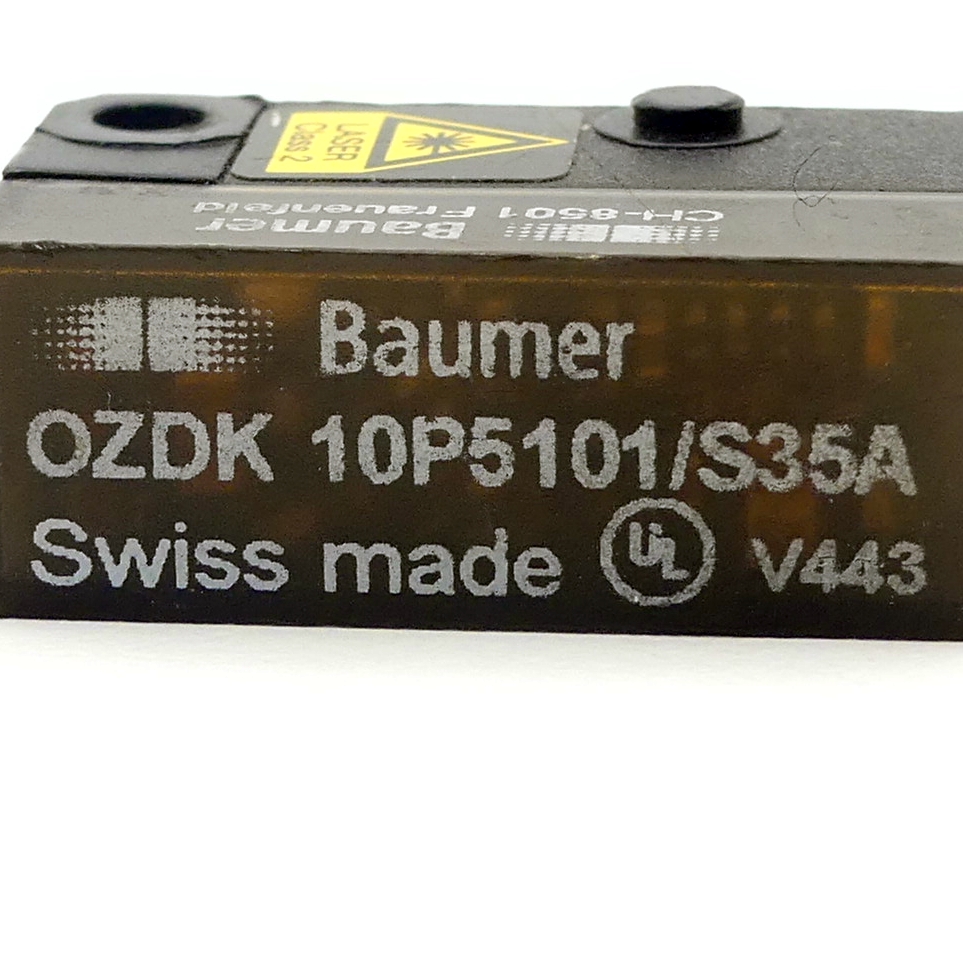 LASER
Class 2
CH-8501 Frauenfeld
Baumer
Baumer
OZDK 10P5101/S35A
Swiss made UL V443